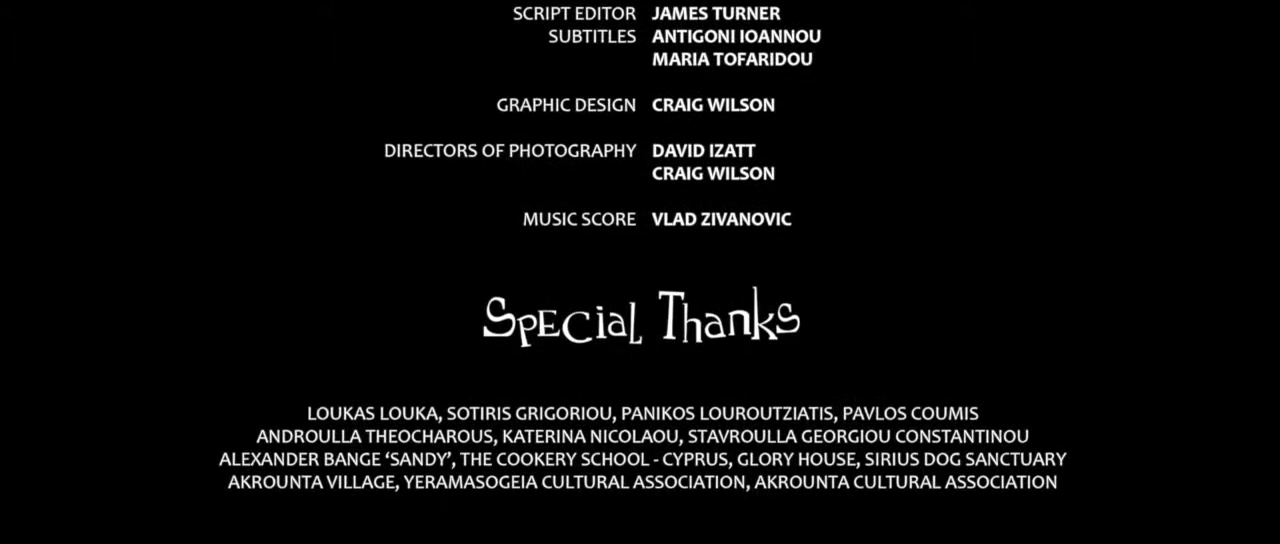 SCRIPT EDITOR JAMES TURNER
SUBTITLES ANTIGONI IOANNOU
MARIA TOFARIDOU
GRAPHIC DESIGN CRAIG WILSON
DIRECTORS OF PHOTOGRAPHY DAVID IZATT
CRAIG WILSON
MUSIC SCORE VLAD ZIVANOVIC
SPECiaL Thanks
LOUKAS LOUKA, SOTIRIS GRIGORIOU, PANIKOS LOUROUTZIATIS, PAVLOS COUMIS
ANDROULLA THEOCHAROUS, KATERINA NICOLAOU, STAVROULLA GEORGIOU CONSTANTINOU
ALEXANDER BANGE ‘SANDY’, THE COOKERY SCHOOL - CYPRUS, GLORY HOUSE, SIRIUS DOG SANCTUARY
AKROUNTA VILLAGE, YERAMASOGEIA CULTURAL ASSOCIATION, AKROUNTA CULTURAL ASSOCIATION